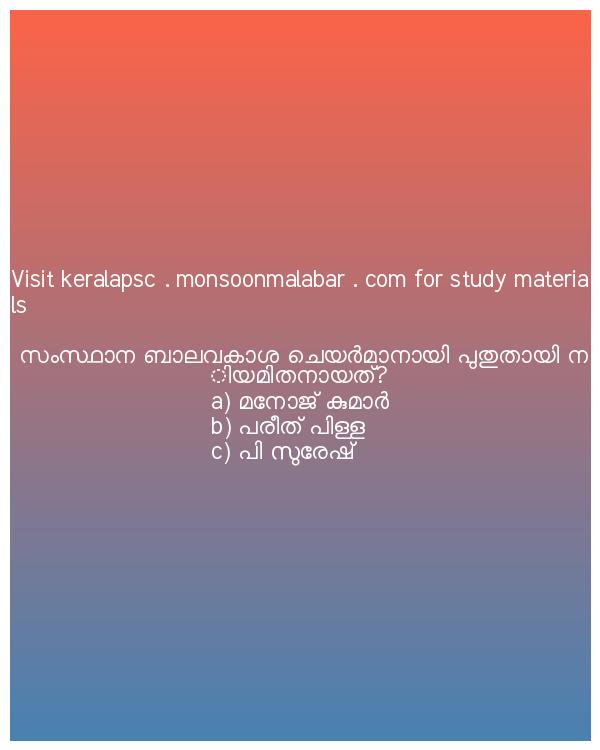 Visit keralapsc . monsoonmalabar . com for study materia
ls
സംസ്ഥാന ബാലവകാശ ചെയർമാനായി പുതുതായി ന
ിയമിതനായത്?
a) മനോജ് കുമാർ
b) പരീത് പിള്ള
c) പി സുരേഷ്